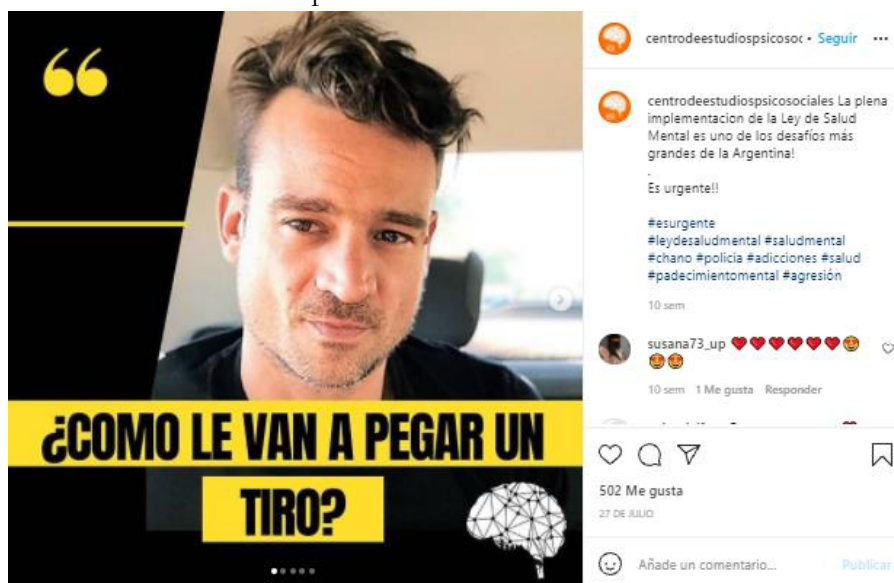 ¿COMO LE VAN A PEGAR UN
TIRO?
centrodeestudiospsicosoc • Seguir
centrodeestudiospsicosociales La plena
implementacion de la Ley de Salud
Mental es uno de los desafíos más
grandes de la Argentina!
.
Es urgente!!
#esurgente
#leydesaludmental #saludmental
#chano #policia #adicciones #salud
#padecimientomental #agresión
10 sem
susana73_up
10 sem 1 Me gusta Responder
502 Me gusta
27 DE JULIO
Añade un comentario... Publicar